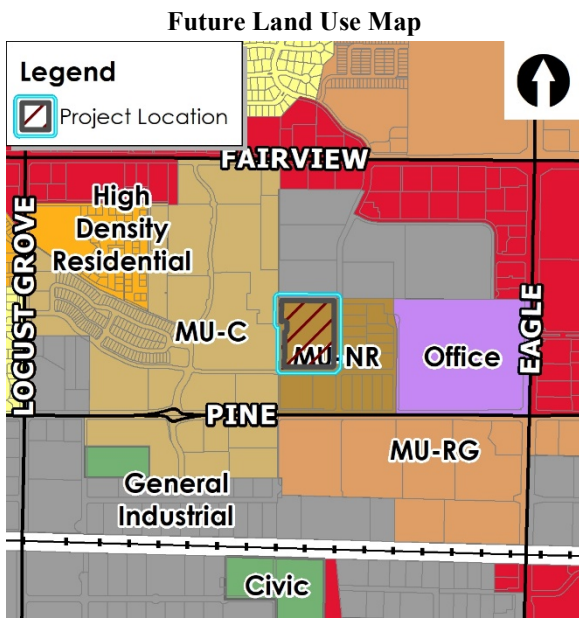 Future Land Use Map
Legend
Project Location
FAIRVIEW
High
Density
Residential
LOCUST GROVE
MU-C
MU-NR
Office
EAGLE
PINE
MU-RG
General
Industrial
Civic